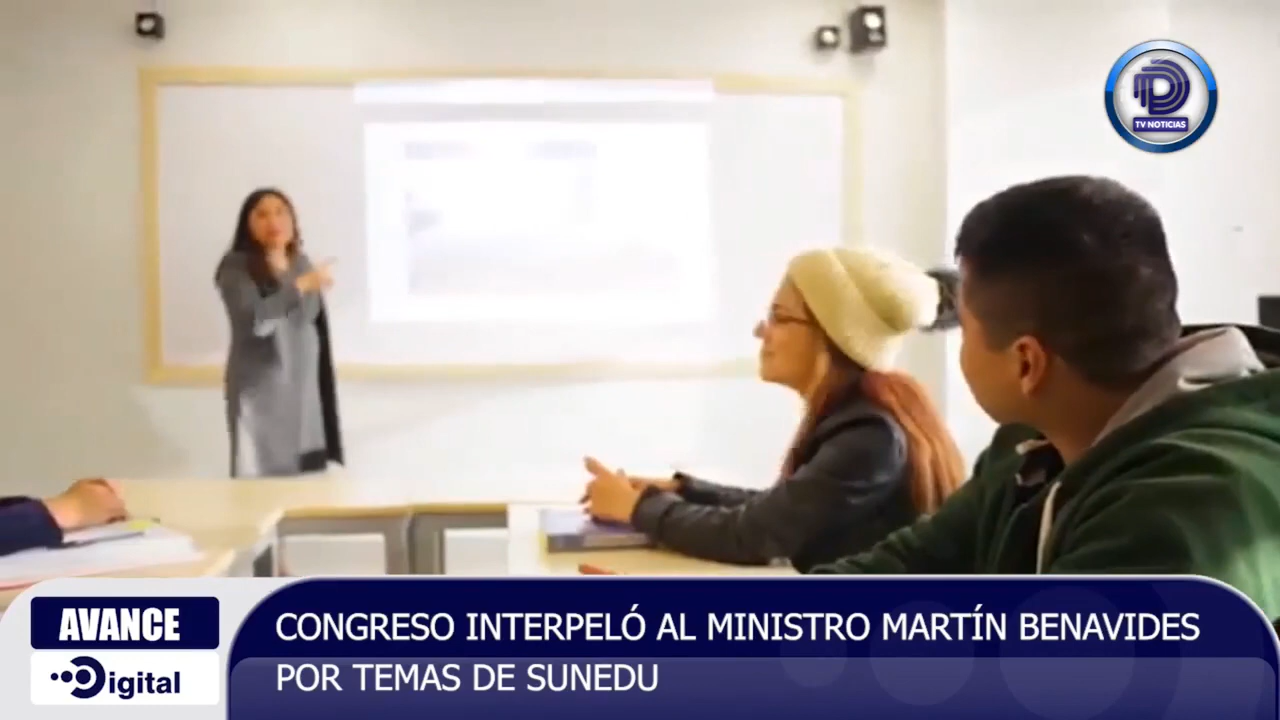 TV NOTICIAS
AVANCE
Digital
CONGRESO INTERPELÓ AL MINISTRO MARTÍN BENAVIDES
POR TEMAS DE SUNEDU